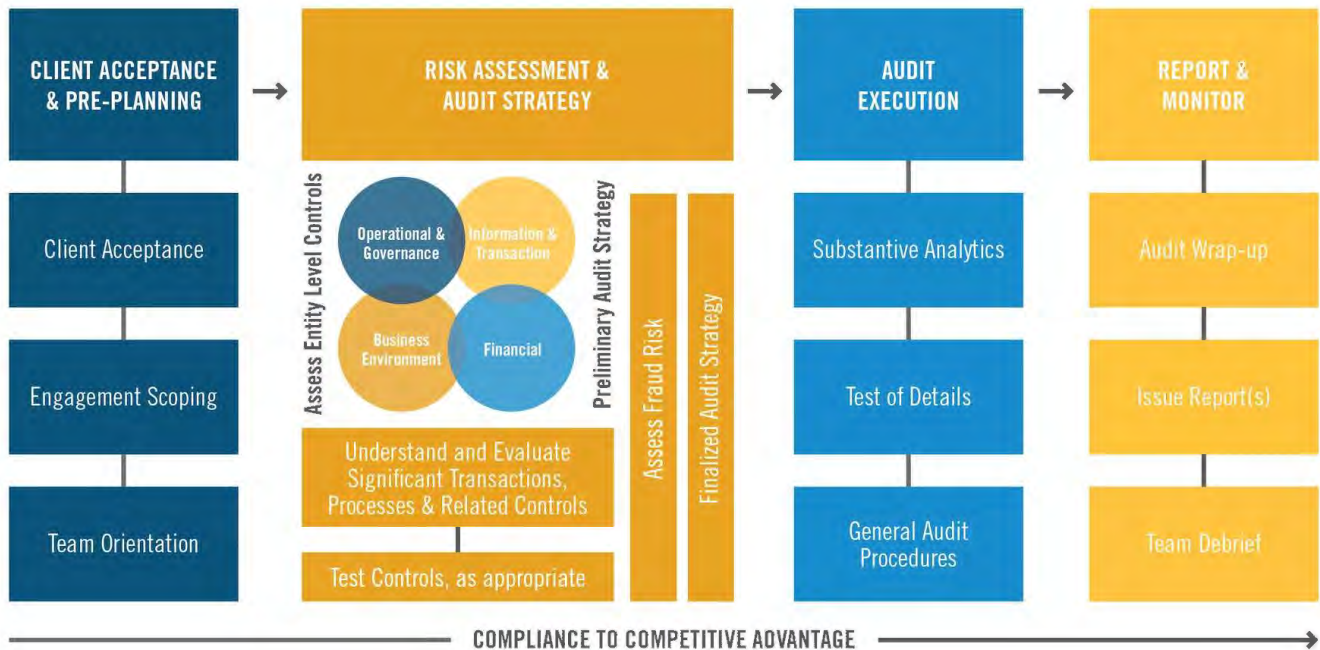 CLIENT ACCEPTANCE
& PRE-PLANNING
Client Acceptance
Engagement Scoping
Team Orientation
RISK ASSESSMENT &
AUDIT STRATEGY
Assess Entity Level Controls
Operational &
Governance
Information &
Transaction
Business
Environment
Financial
Preliminary Audit Strategy
Understand and Evaluate
Significant Transactions,
Processes & Related Controls
Test Controls, as appropriate
Assess Fraud Risk
Finalized Audit Strategy
AUDIT
EXECUTION
Substantive Analytics
Test of Details
General Audit
Procedures
REPORT &
MONITOR
Audit Wrap-up
Issue Report(s)
Team Debrief
COMPLIANCE TO COMPETITIVE ADVANTAGE